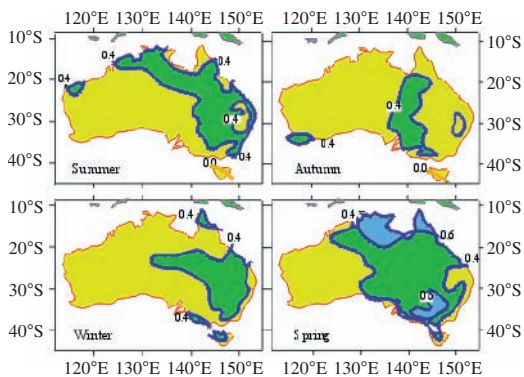 120°E 130°E 140°E 150°E 120°E 130°E 140°E 150°E
10°S 10°S
0.4 0.4
20°S 0.4 20°S
0.4
30°S 0.4 30°S
0.4
40°S Summer 0.0 0.4 Autumn 0.0 40°S
10°S 0.4 0.4 10°S
0.4 0.6
20°S 20°S
0.4
30°S 30°S
0.4
40°S Winter Spring 40°S
120°E 130°E 140°E 150°E 120°E 130°E 140°E 150°E